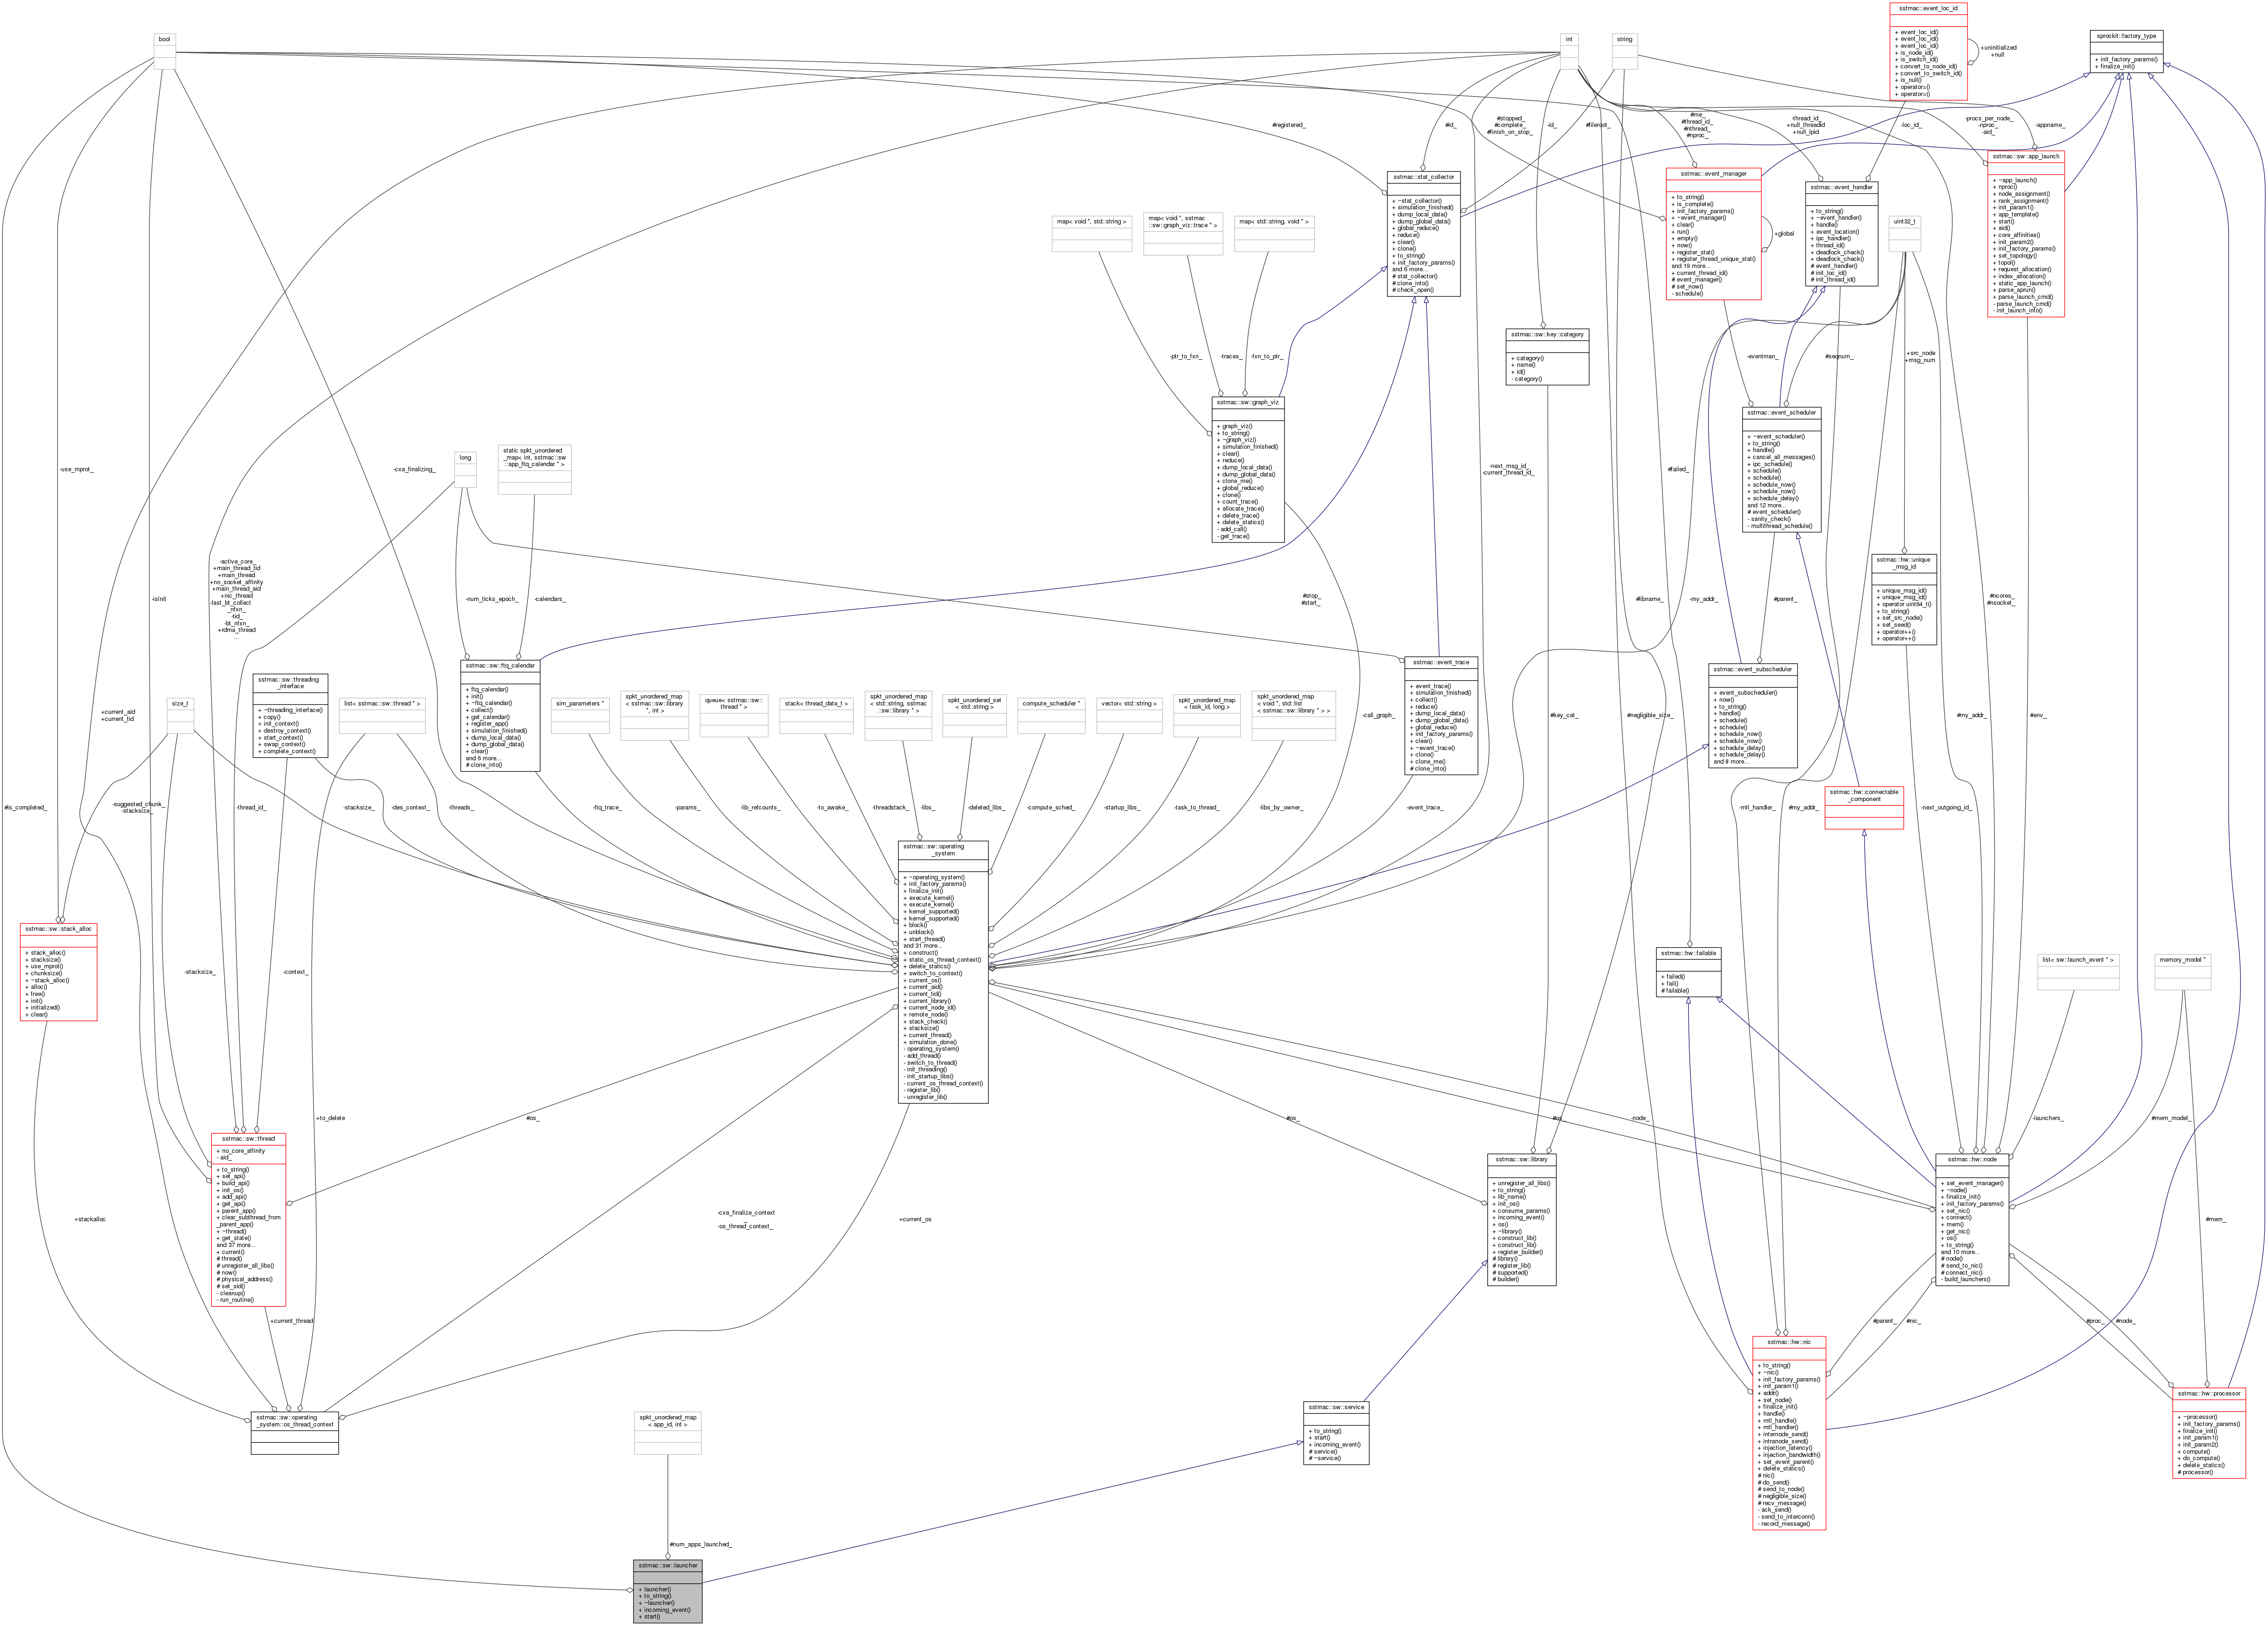 sstmac::event_loc_id
+ event_loc_id()
+ event_loc_id()
+ event_loc_id()
+ is_node_id()
+ is_switch_id()
+ convert_to_node_id()
+ convert_to_switch_id()
+ is_null()
+ operator=()
+ operator=()
+uninitialized
+null
bool
int
string
sprockit::factory_type
+ init_factory_params()
+ finalize_init()
#registered_
#id_
#stopped_
#complete_
#finish_on_stop_
-id_
#fileroot_
#me_
#thread_id_
#nthread_
#nproc_
-thread_id_
+null_threadid
+null_lpid
-loc_id_
-procs_per_node_
-nproc_
-aid_
-appname_
sstmac::stat_collector
+ ~stat_collector()
+ simulation_finished()
+ dump_local_data()
+ dump_global_data()
+ global_reduce()
+ reduce()
+ clear()
+ clone()
+ to_string()
+ init_factory_params()
and 6 more...
# stat_collector()
# clone_into()
# check_open()
sstmac::event_manager
+ to_string()
+ is_complete()
+ init_factory_params()
+ ~event_manager()
+ clear()
+ run()
+ empty()
+ now()
+ register_stat()
+ register_thread_unique_stat()
and 19 more...
+ current_thread_id()
# event_manager()
# set_now()
- schedule()
+global
sstmac::event_handler
+ to_string()
+ ~event_handler()
+ handle()
+ event_location()
+ ipc_handler()
+ thread_id()
+ deadlock_check()
+ deadlock_check()
# event_handler()
# init_loc_id()
# init_thread_id()
uint32_t
sstmac::sw::app_launch
+ ~app_launch()
+ nproc()
+ node_assignment()
+ rank_assignment()
+ init_param1()
+ app_template()
+ start()
+ aid()
+ core_affinities()
+ init_param2()
+ init_factory_params()
+ set_topology()
+ topol()
+ request_allocation()
+ index_allocation()
+ static_app_launch()
+ parse_aprun()
+ parse_launch_cmd()
- parse_launch_cmd()
- init_launch_info()
map< void *, std::string >
map< void *, sstmac
::sw::graph_viz::trace * >
map< std::string, void * >
-ptr_to_fxn_
-traces_
-fxn_to_ptr_
sstmac::sw::key::category
+ category()
+ name()
+ id()
- category()
-eventman_
#seqnum_
+src_node
+msg_num
sstmac::sw::graph_viz
+ graph_viz()
+ to_string()
+ ~graph_viz()
+ simulation_finished()
+ clear()
+ reduce()
+ dump_local_data()
+ dump_global_data()
+ clone_me()
+ global_reduce()
+ clone()
+ count_trace()
+ allocate_trace()
+ delete_trace()
+ delete_statics()
- add_call()
- get_trace()
sstmac::event_scheduler
+ ~event_scheduler()
+ to_string()
+ handle()
+ cancel_all_messages()
+ ipc_schedule()
+ schedule()
+ schedule()
+ schedule_now()
+ schedule_now()
+ schedule_delay()
and 12 more...
# event_scheduler()
- sanity_check()
- multithread_schedule()
long
static spkt_unordered
_map< int, sstmac::sw
::app_ftq_calendar * >
-use_mprot_
-cxa_finalizing_
-next_msg_id_
-current_thread_id_
#failed_
sstmac::hw::unique
_msg_id
+ unique_msg_id()
+ unique_msg_id()
+ operator uint64_t()
+ to_string()
+ set_src_node()
+ set_seed()
+ operator++()
+ operator++()
-active_core_
+main_thread_tid
+main_thread
+no_socket_affinity
+main_thread_aid
+nic_thread
-last_bt_collect
_nfxn_
-tid_
-bt_nfxn_
+rdma_thread
...
-isInit
-num_ticks_epoch_
-calendars_
#stop_
#start_
#libname_
-my_addr_
#parent_
#ncores_
#nsocket_
sstmac::sw::ftq_calendar
+ ftq_calendar()
+ init()
+ ~ftq_calendar()
+ collect()
+ get_calendar()
+ register_app()
+ simulation_finished()
+ dump_local_data()
+ dump_global_data()
+ clear()
and 6 more...
# clone_into()
sstmac::event_trace
+ event_trace()
+ simulation_finished()
+ collect()
+ reduce()
+ dump_local_data()
+ dump_global_data()
+ global_reduce()
+ init_factory_params()
+ clear()
+ ~event_trace()
+ clone()
+ clone_me()
# clone_into()
sstmac::event_subscheduler
+ event_subscheduler()
+ now()
+ to_string()
+ handle()
+ schedule()
+ schedule()
+ schedule_now()
+ schedule_now()
+ schedule_delay()
+ schedule_delay()
and 8 more...
sstmac::sw::threading
_interface
+ ~threading_interface()
+ copy()
+ init_context()
+ destroy_context()
+ start_context()
+ swap_context()
+ complete_context()
size_t
list< sstmac::sw::thread * >
sim_parameters *
spkt_unordered_map
< sstmac::sw::library
*, int >
queue< sstmac::sw::
thread * >
stack< thread_data_t >
spkt_unordered_map
< std::string, sstmac
::sw::library * >
spkt_unordered_set
< std::string >
compute_scheduler *
vector< std::string >
spkt_unordered_map
< task_id, long >
spkt_unordered_map
< void *, std::list
< sstmac::sw::library * > >
+current_aid
+current_tid
-call_graph_
#key_cat_
#negligible_size_
#my_addr_
#env_
sstmac::hw::connectable
_component
#is_completed_
-suggested_chunk_
-stacksize_
-thread_id_
-stacksize_
-des_context_
-threads_
-ftq_trace_
-params_
-lib_refcounts_
-to_awake_
-threadstack_
-libs_
-deleted_libs_
-compute_sched_
-startup_libs_
-task_to_thread_
-libs_by_owner_
-event_trace_
-mtl_handler_
#my_addr_
-next_outgoing_id_
sstmac::sw::operating
_system
+ ~operating_system()
+ init_factory_params()
+ finalize_init()
+ execute_kernel()
+ execute_kernel()
+ kernel_supported()
+ kernel_supported()
+ block()
+ unblock()
+ start_thread()
and 31 more...
+ construct()
+ static_os_thread_context()
+ delete_statics()
+ switch_to_context()
+ current_os()
+ current_aid()
+ current_tid()
+ current_library()
+ current_node_id()
+ remote_node()
+ stack_check()
+ stacksize()
+ current_thread()
+ simulation_done()
- operating_system()
- add_thread()
- switch_to_thread()
- init_threading()
- init_startup_libs()
- current_os_thread_context()
- register_lib()
- unregister_lib()
sstmac::sw::stack_alloc
+ stack_alloc()
+ stacksize()
+ use_mprot()
+ chunksize()
+ ~stack_alloc()
+ alloc()
+ free()
+ init()
+ initialized()
+ clear()
-stacksize_
-context_
sstmac::hw::failable
+ failed()
+ fail()
# failable()
list< sw::launch_event * >
memory_model *
+to_delete
#os_
#os_
#os_
-node_
-launchers_
#mem_model_
sstmac::sw::thread
+ no_core_affinity
- aid_
+ to_string()
+ set_api()
+ build_api()
+ init_os()
+ add_api()
+ get_api()
+ parent_app()
+ clear_subthread_from
_parent_app()
+ ~thread()
+ get_state()
and 37 more...
+ current()
# thread()
# unregister_all_libs()
# now()
# physical_address()
# set_sid()
- cleanup()
- run_routine()
sstmac::sw::library
+ unregister_all_libs()
+ to_string()
+ lib_name()
+ init_os()
+ consume_params()
+ incoming_event()
+ os()
+ ~library()
+ construct_lib()
+ construct_lib()
+ register_builder()
# library()
# register_lib()
# supported()
# builder()
sstmac::hw::node
+ set_event_manager()
+ ~node()
+ finalize_init()
+ init_factory_params()
+ set_nic()
+ connect()
+ mem()
+ get_nic()
+ os()
+ to_string()
and 10 more...
# node()
# send_to_nic()
# connect_nic()
- build_launchers()
+stackalloc
-cxa_finalize_context
_
-os_thread_context_
+current_os
#mem_
+current_thread
#parent_
#nic_
#proc_
#node_
sstmac::hw::nic
+ to_string()
+ ~nic()
+ init_factory_params()
+ init_param1()
+ addr()
+ set_node()
+ finalize_init()
+ handle()
+ mtl_handle()
+ mtl_handler()
+ internode_send()
+ intranode_send()
+ injection_latency()
+ injection_bandwidth()
+ set_event_parent()
+ delete_statics()
# nic()
# do_send()
# send_to_node()
# negligible_size()
# recv_message()
- ack_send()
- send_to_interconn()
- record_message()
sstmac::hw::processor
+ ~processor()
+ init_factory_params()
+ finalize_init()
+ init_param1()
+ init_param2()
+ compute()
+ do_compute()
+ delete_statics()
# processor()
sstmac::sw::operating
_system::os_thread_context
spkt_unordered_map
< app_id, int >
sstmac::sw::service
+ to_string()
+ start()
+ incoming_event()
# service()
# ~service()
#num_apps_launched_
sstmac::sw::launcher
+ launcher()
+ to_string()
+ ~launcher()
+ incoming_event()
+ start()